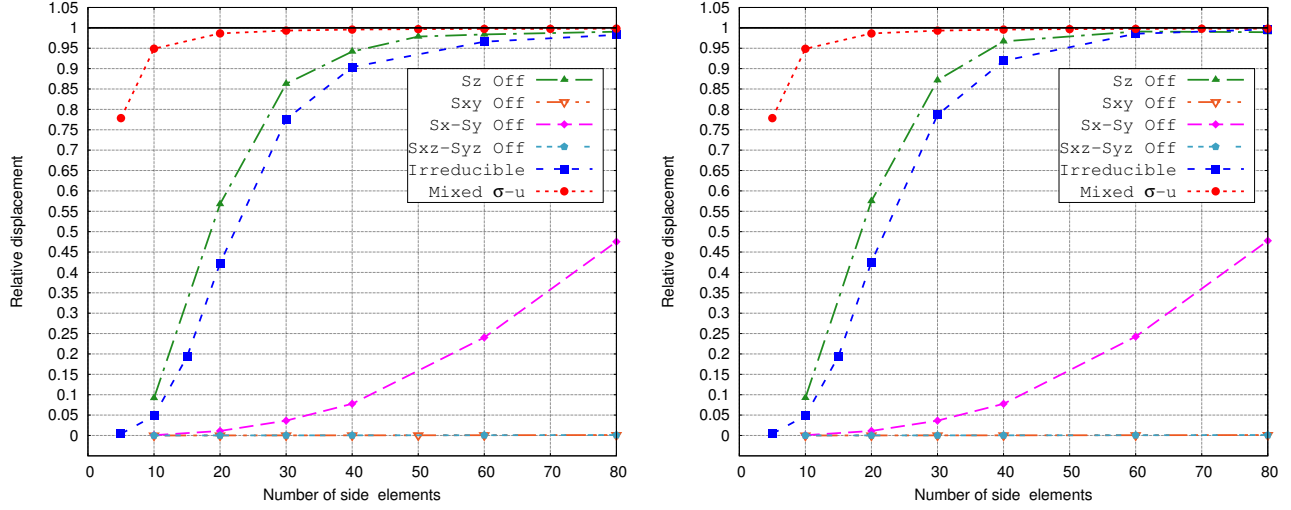 1.05
1
0.95
0.9
0.85
0.8
0.75
0.7
0.65
0.6
0.55
0.5
0.45
0.4
0.35
0.3
0.25
0.2
0.15
0.1
0.05
0
Relative displacement
0 10 20 30 40 50 60 70 80
Number of side elements
Sz Off
Sxy Off
Sx-Sy Off
Sxz-Syz Off
Irreducible
Mixed σ-u
1.05
1
0.95
0.9
0.85
0.8
0.75
0.7
0.65
0.6
0.55
0.5
0.45
0.4
0.35
0.3
0.25
0.2
0.15
0.1
0.05
0
Relative displacement
0 10 20 30 40 50 60 70 80
Number of side elements
Sz Off
Sxy Off
Sx-Sy Off
Sxz-Syz Off
Irreducible
Mixed σ-u